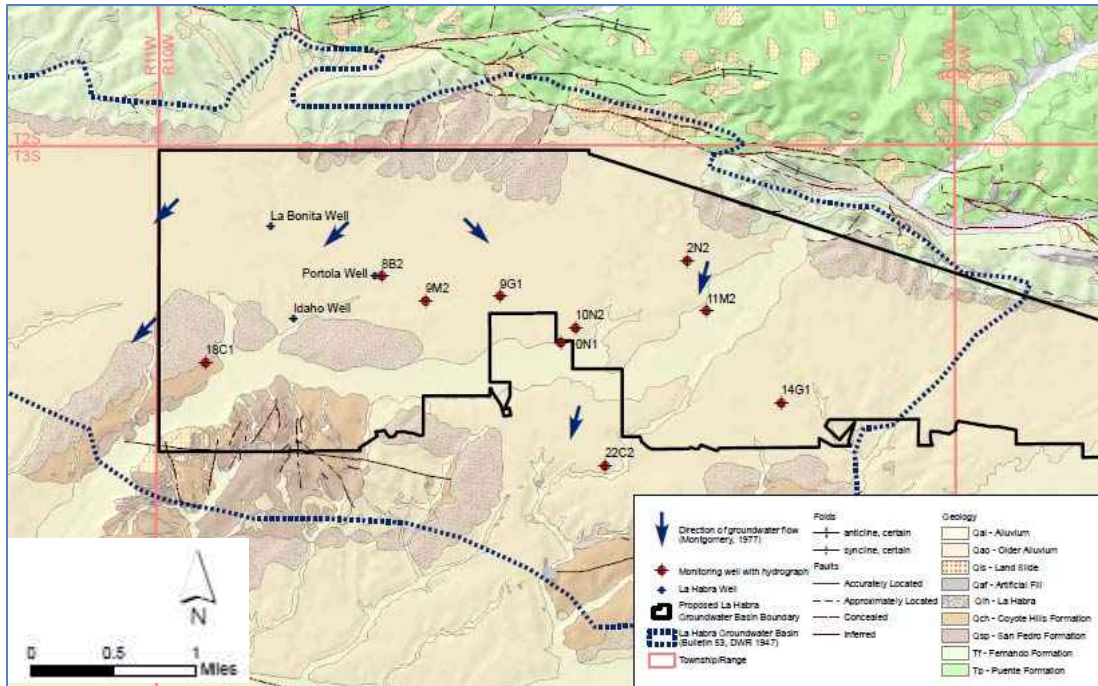 R11W
R10W
R10W
R9W
T2S
T3S
La Bonita Well
2N2
Portola Well
8B2
9M2
9G1
11M2
Idaho Well
10N2
10N1
18C1
14G1
22C2
N
0 0.5 1
Miles
Direction of groundwater flow
(Montgomery, 1977)
Monitoring well with hydrograph
La Habra Well
Proposed La Habra
Groundwater Basin Boundary
La Habra Groundwater Basin
(Bulletin 53, DWR 1947)
Township/Range
Folds
anticline, certain
syncline, certain
Faults
Accurately Located
Approximately Located
Concealed
Inferred
Geology
Qal - Alluvium
Qao - Older Alluvium
Qls - Land Slide
Qaf - Artificial Fill
Qlh - La Habra
Qch - Coyote Hills Formation
Qsp - San Pedro Formation
Tf - Fernando Formation
Tp - Puente Formation